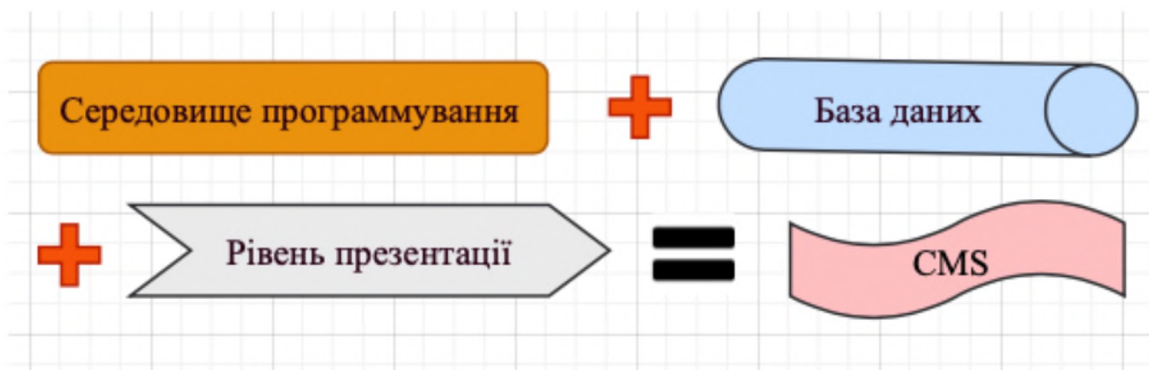 Середовище программування
База даних
Рівень презентації
CMS